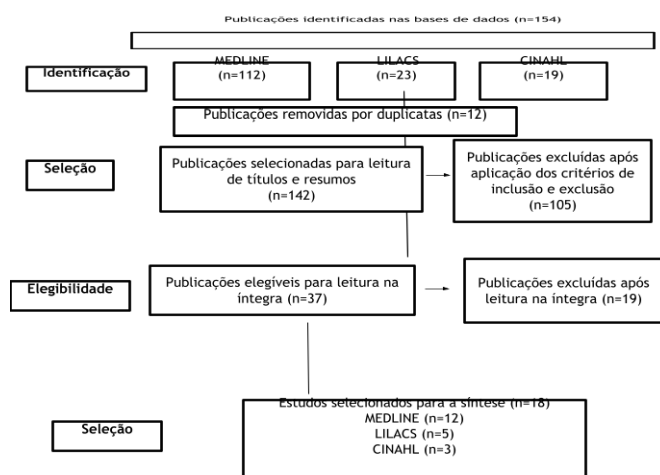 Publicações identificadas nas bases de dados (n=154)
Identificação
MEDLINE
(n=112)
LILACS
(n=23)
CINAHL
(n=19)
Publicações removidas por duplicatas (n=12)
Seleção
Publicações selecionadas para leitura
de títulos e resumos
(n=142)
Publicações excluídas após
aplicação dos critérios de
inclusão e exclusão
(n=105)
Elegibilidade
Publicações elegíveis para leitura na
íntegra (n=37)
Publicações excluídas após
leitura na íntegra (n=19)
Seleção
Estudos selecionados para a síntese (n=18)
MEDLINE (n=12)
LILACS (n=5)
CINAHL (n=3)